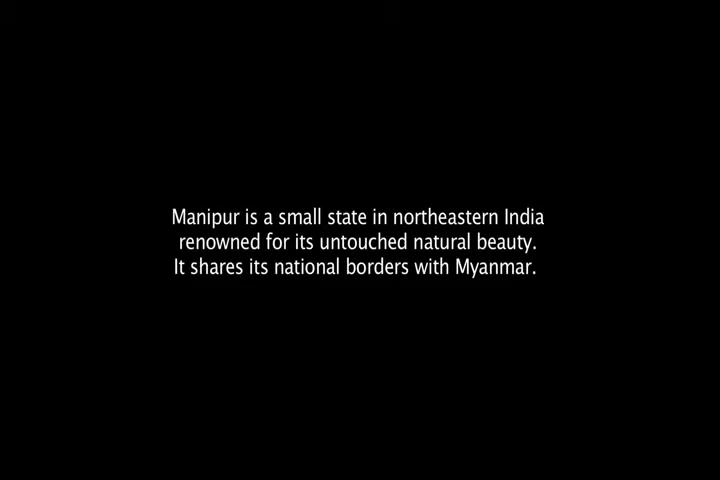 Manipur is a small state in northeastern India
renowned for its untouched natural beauty.
It shares its national borders with Myanmar.